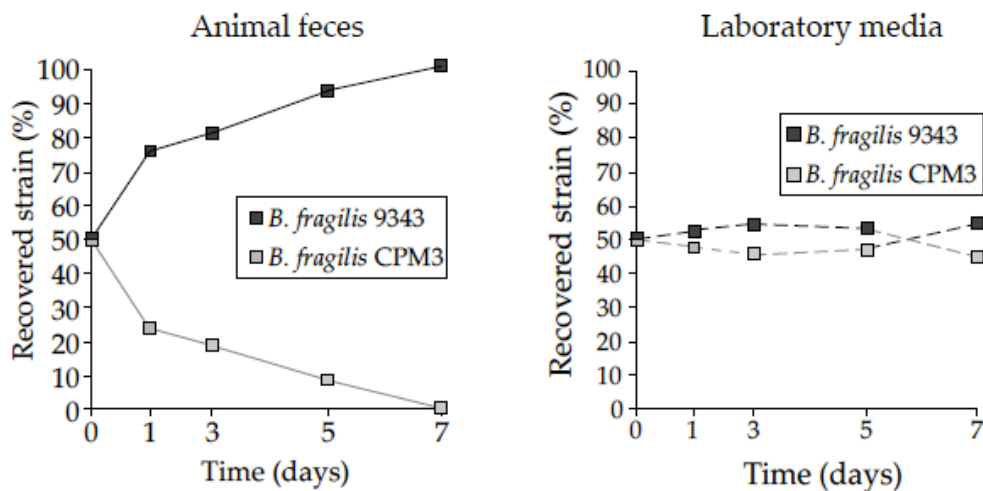 Animal feces
Recovered strain (%)
100
90
80
70
60
50
40
30
20
10
0
B. fragilis 9343
B. fragilis CPM3
0 1 3 5 7
Time (days)
Laboratory media
Recovered strain (%)
100
90
80
70
60
50
40
30
20
10
0
B. fragilis 9343
B. fragilis CPM3
0 1 3 5 7
Time (days)